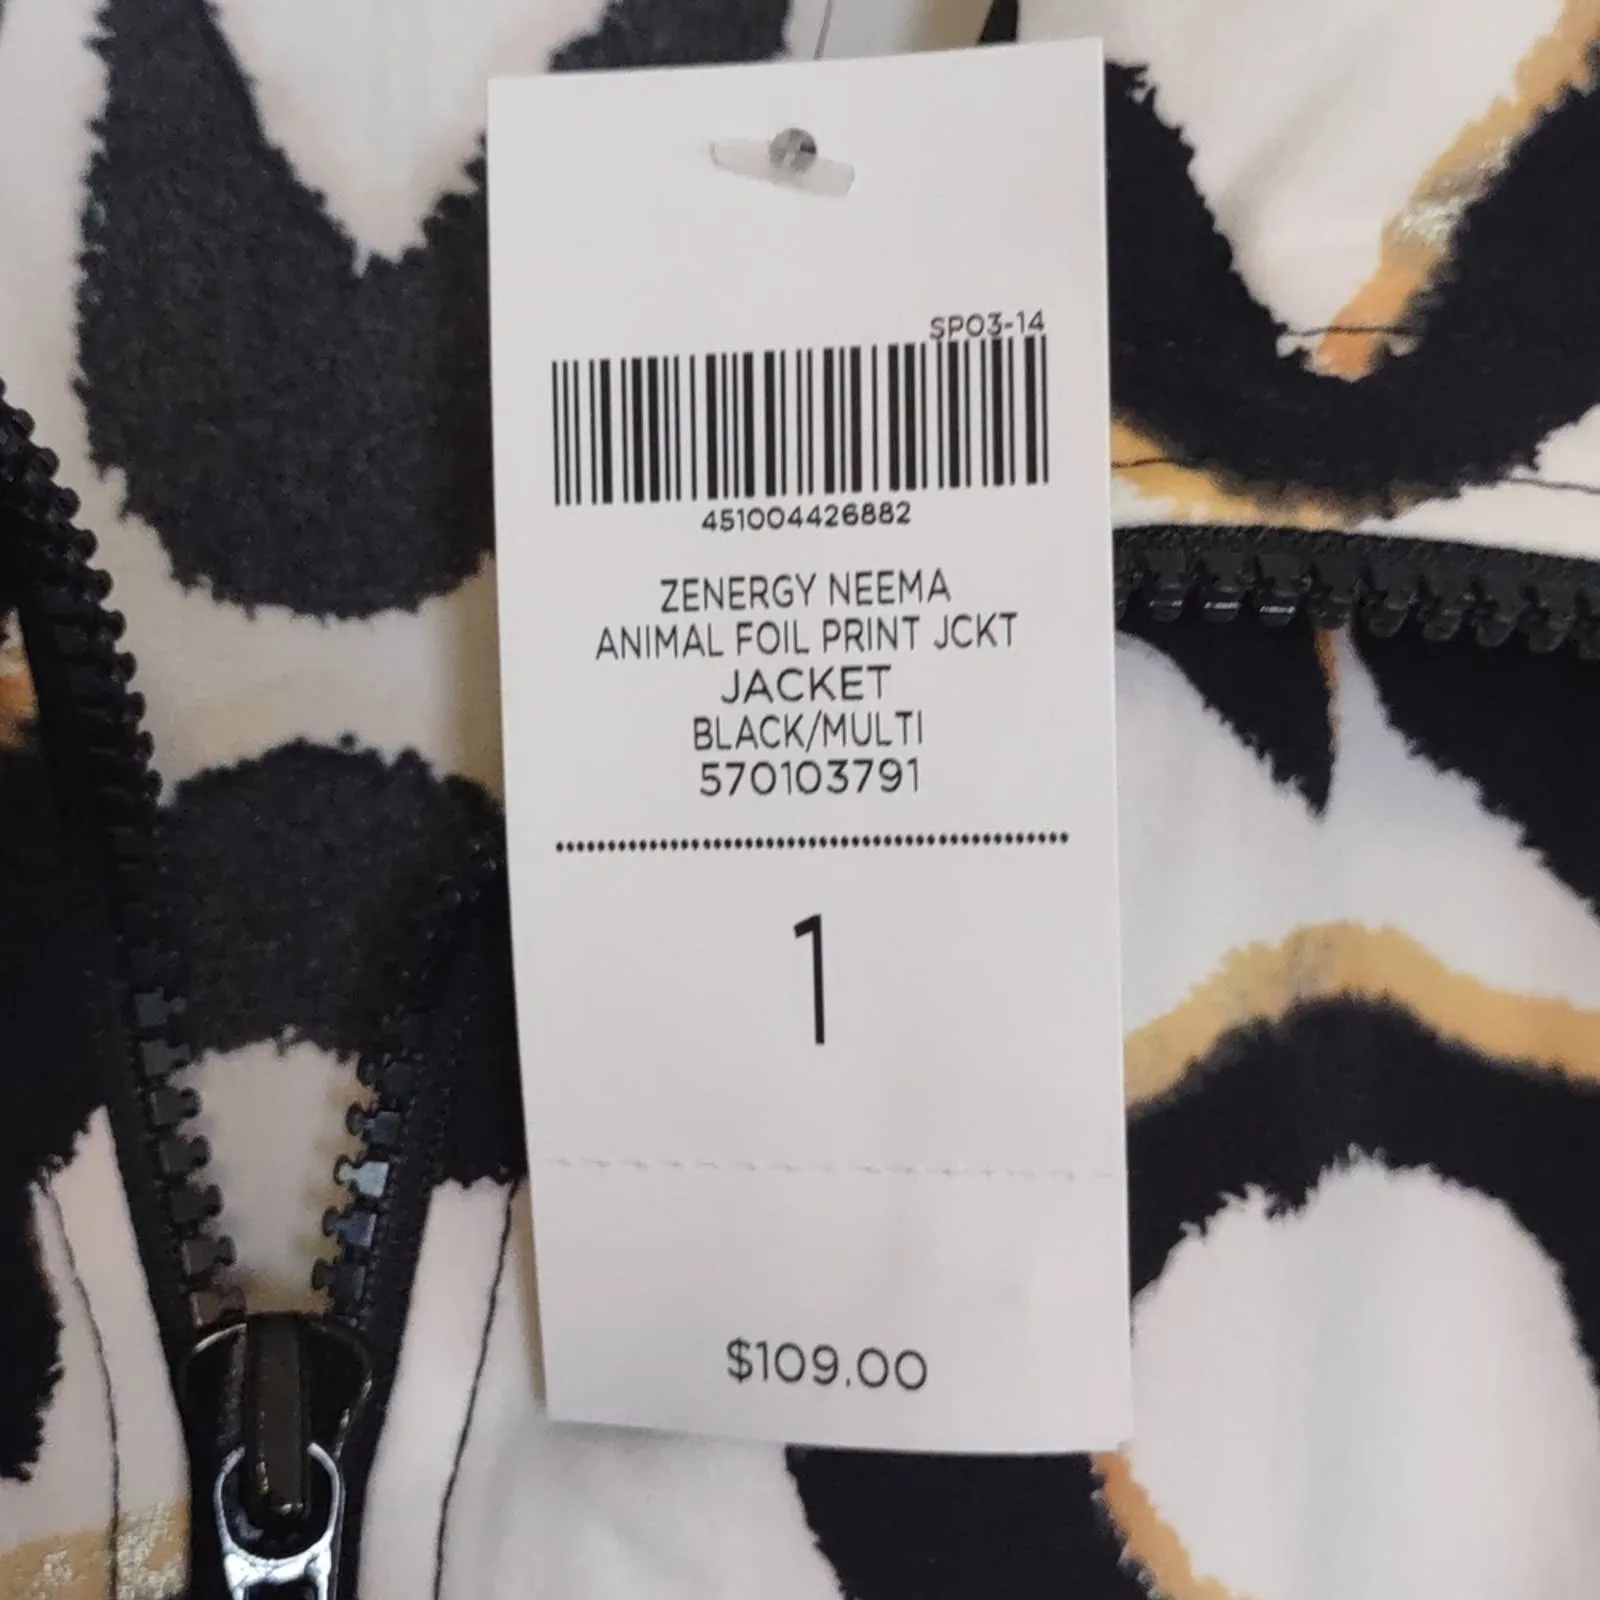 SP03-14
451004426882
ZENERGY NEEMA
ANIMAL FOIL PRINT JCKT
JACKET
BLACK/MULTI
570103791
1
$109.00